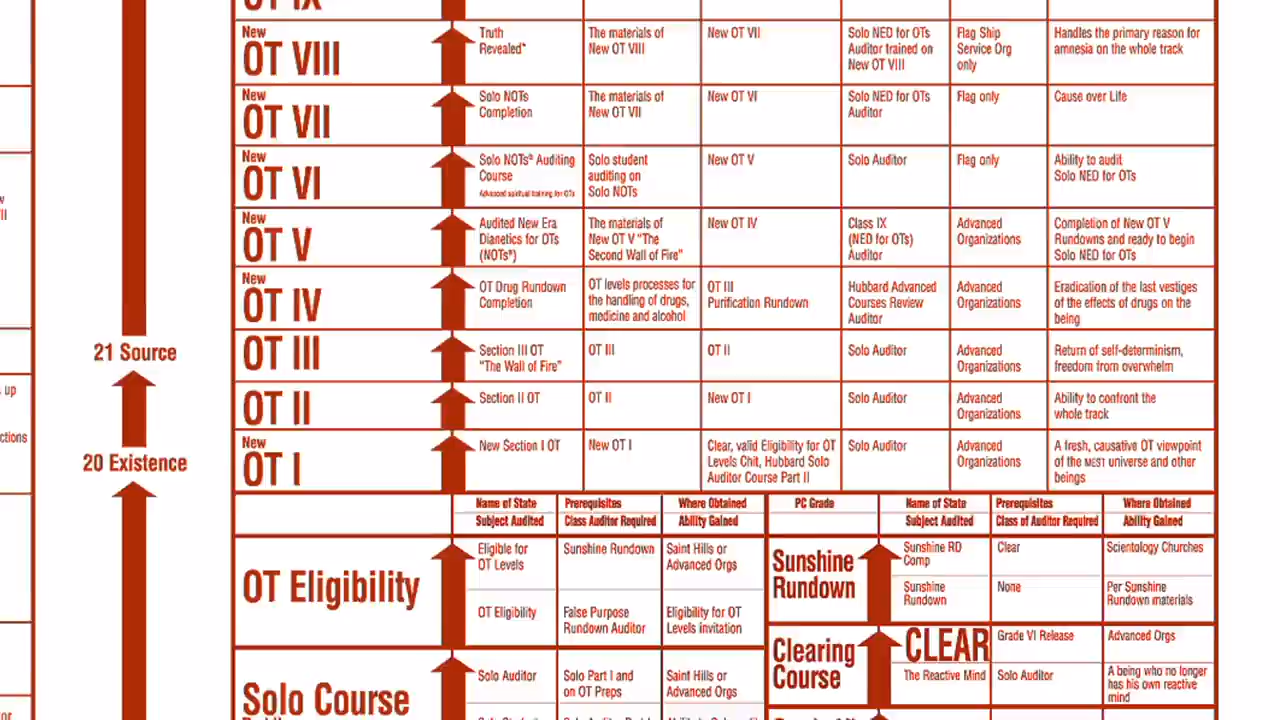 OT IX
New
OT VIII
Truth
Revealed*
The materials of
New OT VIII
New OT VII
Solo NED for OTs
Auditor trained on
New OT VIII
Flag Ship
Service Org
only
Handles the primary reason for
amnesia on the whole track
New
OT VII
Solo NOTs
Completion
The materials of
New OT VII
New OT VI
Solo NED for OTs
Auditor
Flag only
Cause over Life
New
OT VI
Solo NOTs® Auditing
Course
Advanced spiritual training for OTs
Solo student
auditing on
Solo NOTs
New OT V
Solo Auditor
Flag only
Ability to audit
Solo NED for OTs
New
OT V
Audited New Era
Dianetics for OTs
(NOTs®)
The materials of
New OT V "The
Second Wall of Fire"
New OT IV
Class IX
(NED for OTs)
Auditor
Advanced
Organizations
Completion of New OT V
Rundowns and ready to begin
Solo NED for OTs
New
OT IV
OT Drug Rundown
Completion
OT levels processes for
the handling of drugs,
medicine and alcohol
OT III
Purification Rundown
Hubbard Advanced
Courses Review
Auditor
Advanced
Organizations
Eradication of the last vestiges
of the effects of drugs on the
being
OT III
Section III OT
"The Wall of Fire"
OT III
OT II
Solo Auditor
Advanced
Organizations
Return of self-determinism,
freedom from overwhelm
OT II
Section II OT
OT II
New OT I
Solo Auditor
Advanced
Organizations
Ability to confront the
whole track
New
OT I
New Section I OT
New OT I
Clear, valid Eligibility for OT
Levels Chit, Hubbard Solo
Auditor Course Part II
Solo Auditor
Advanced
Organizations
A fresh, causative OT viewpoint
of the MEST universe and other
beings
21 Source
20 Existence
up
ctions
Name of State
Prerequisites
Where Obtained
Subject Audited
Class Auditor Required
Ability Gained
OT Eligibility
Eligible for
OT Levels
Sunshine Rundown
Saint Hills or
Advanced Orgs
OT Eligibility
False Purpose
Rundown Auditor
Eligibility for OT
Levels invitation
Solo Course
Solo Auditor
Solo Part I and
on OT Preps
Saint Hills or
Advanced Orgs
PC Grade
Name of State
Prerequisites
Where Obtained
Subject Audited
Class of Auditor Required
Ability Gained
Sunshine
Rundown
Sunshine RD
Comp
Clear
Scientology Churches
Sunshine
Rundown
None
Per Sunshine
Rundown materials
Clearing
Course
CLEAR
Grade VI Release
Advanced Orgs
The Reactive Mind
Solo Auditor
A being who no longer
has his own reactive
mind